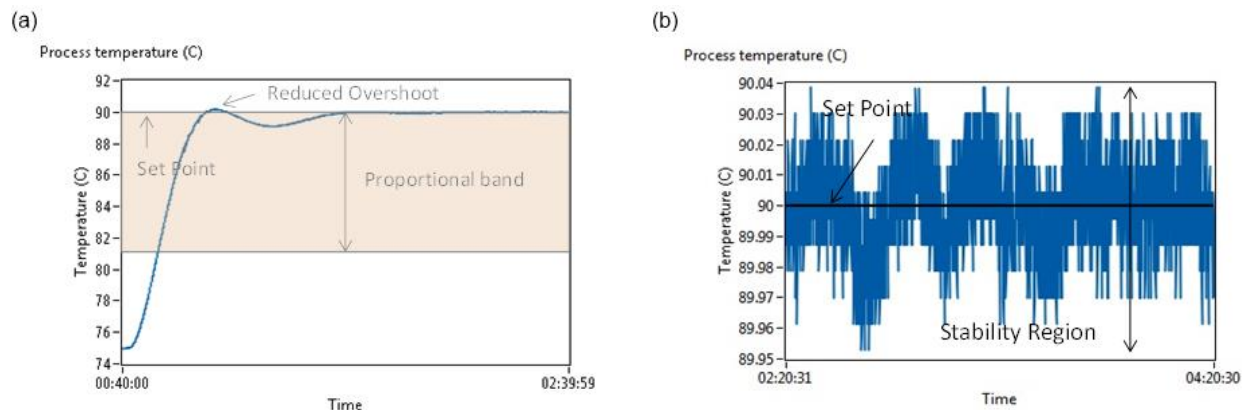 (a)
Process temperature (C)
92
90
88
86
84
82
80
78
76
74
Temperature (C)
Reduced Overshoot
Set Point
Proportional band
00:40:00
02:39:59
Time
(b)
Process temperature (C)
90.04
90.03
90.02
90.01
90
89.99
89.98
89.97
89.96
89.95
Temperature (C)
Set Point
Stability Region
02:20:31
04:20:30
Time